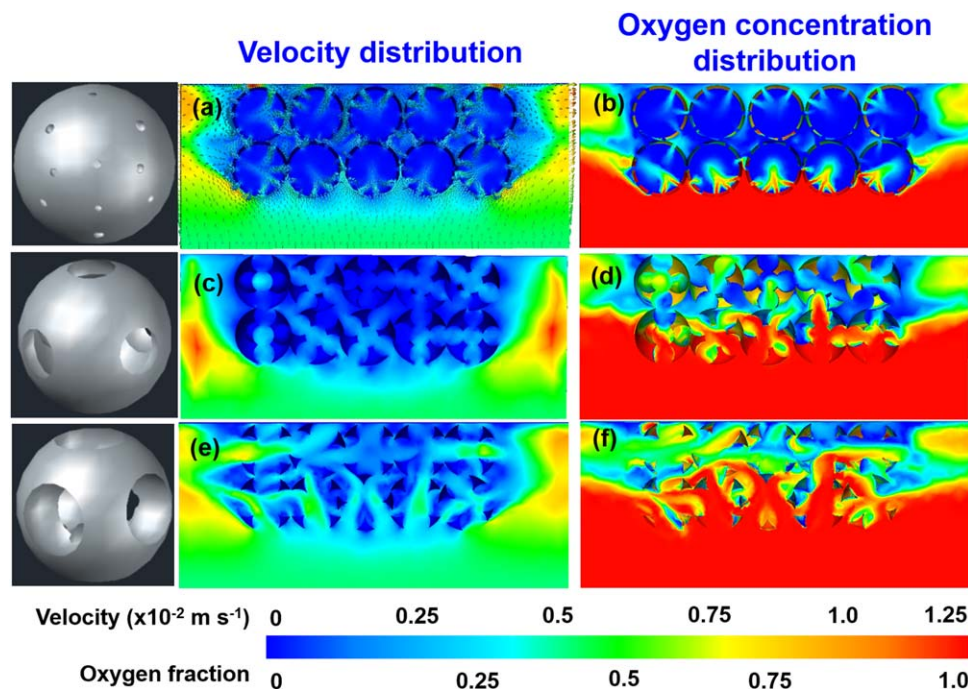 Velocity distribution
Oxygen concentration
distribution
(a)
(b)
(c)
(d)
(e)
(f)
Velocity (x10⁻² m s⁻¹) 0 0.25 0.5 0.75 1.0 1.25
Oxygen fraction
0 0.25 0.5 0.75 1.0